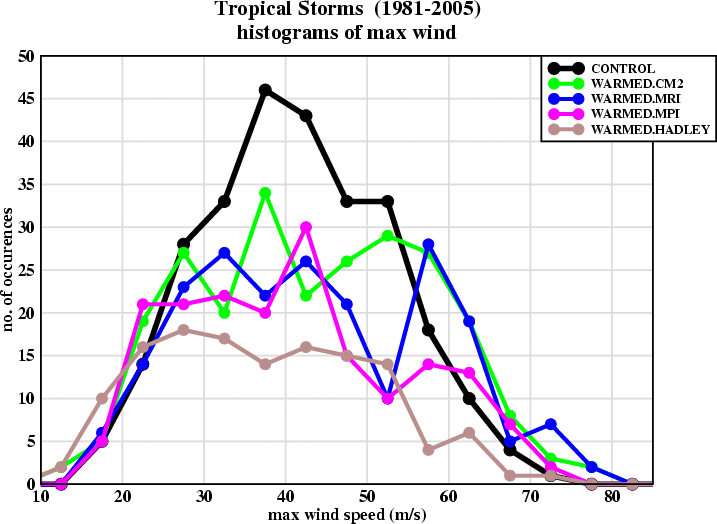 Tropical Storms (1981-2005)
histograms of max wind
CONTROL
WARMED.CM2
WARMED.MRI
WARMED.MPI
WARMED.HADLEY
no. of occurences
50
45
40
35
30
25
20
15
10
5
0
10 20 30 40 50 60 70 80
max wind speed (m/s)